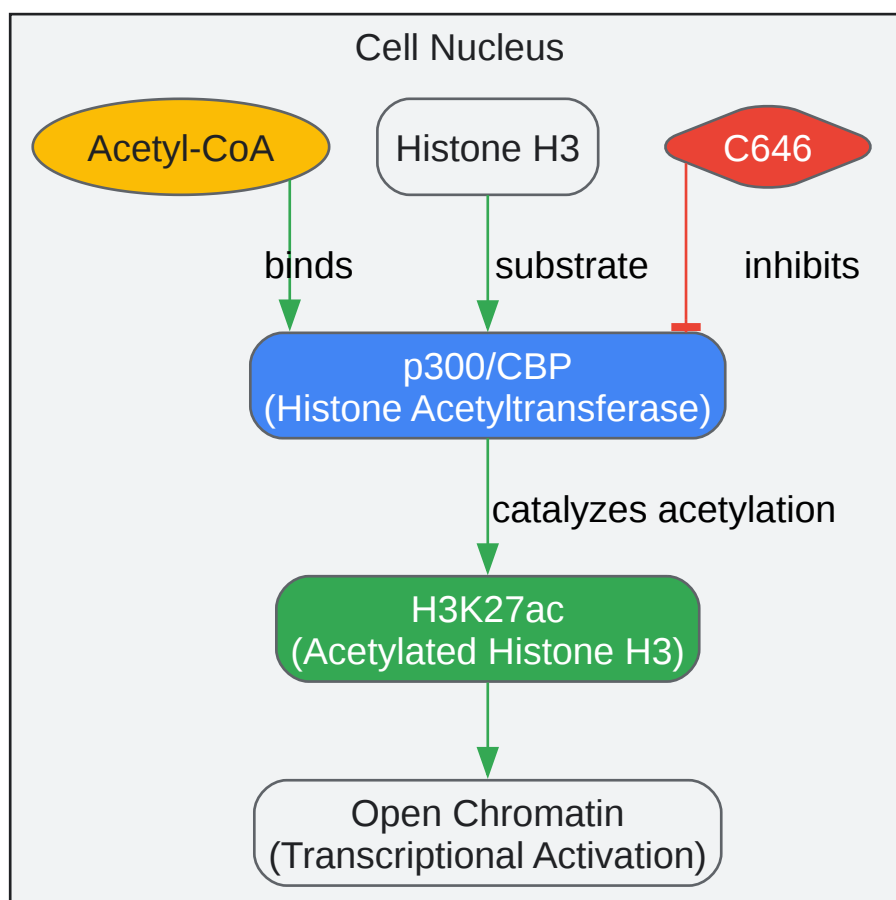 Cell Nucleus
Acetyl-CoA
Histone H3
C646
binds
substrate
inhibits
p300/CBP
(Histone Acetyltransferase)
catalyzes acetylation
H3K27ac
(Acetylated Histone H3)
Open Chromatin
(Transcriptional Activation)